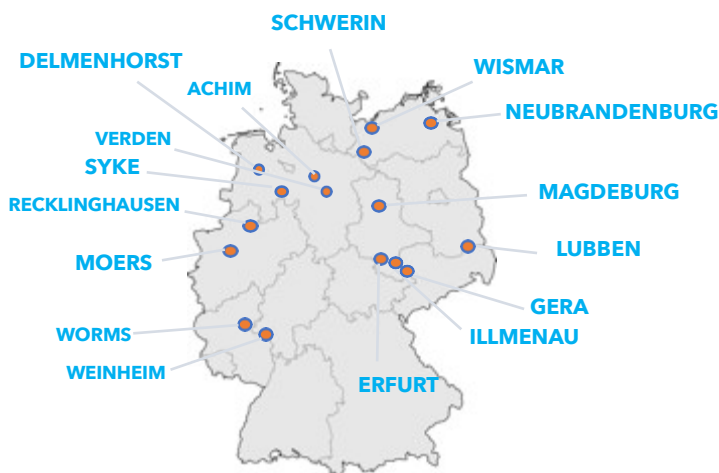 SCHWERIN
DELMENHORST
WISMAR
ACHIM
NEUBRANDENBURG
VERDEN
SYKE
MAGDEBURG
RECKLINGHAUSEN
LUBBEN
MOERS
GERA
WORMS
ILLMENAU
WEINHEIM
ERFURT